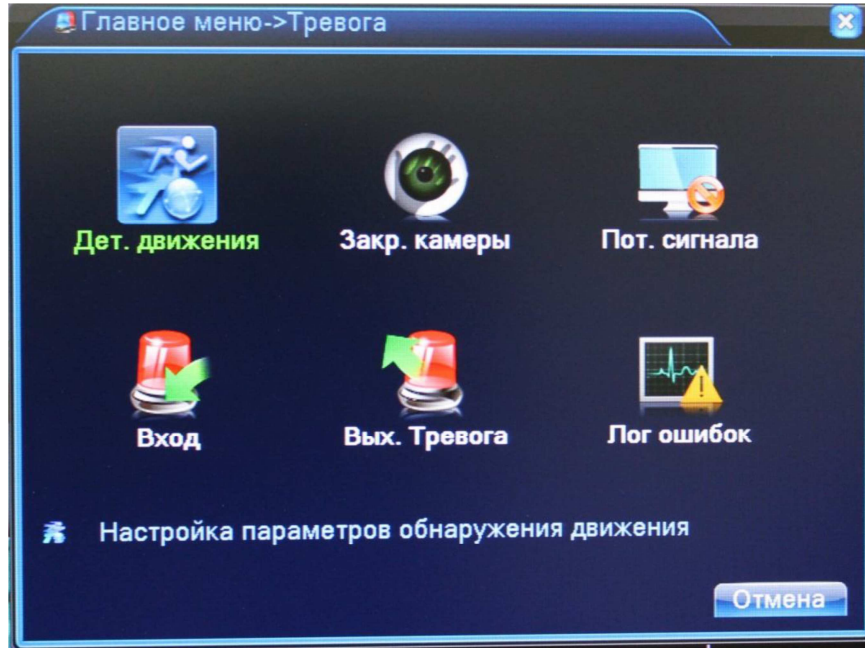 Главное меню->Тревога
Дет. движения
Закр. камеры
Пот. сигнала
Вход
Вых. Тревога
Лог ошибок
Настройка параметров обнаружения движения
Отмена